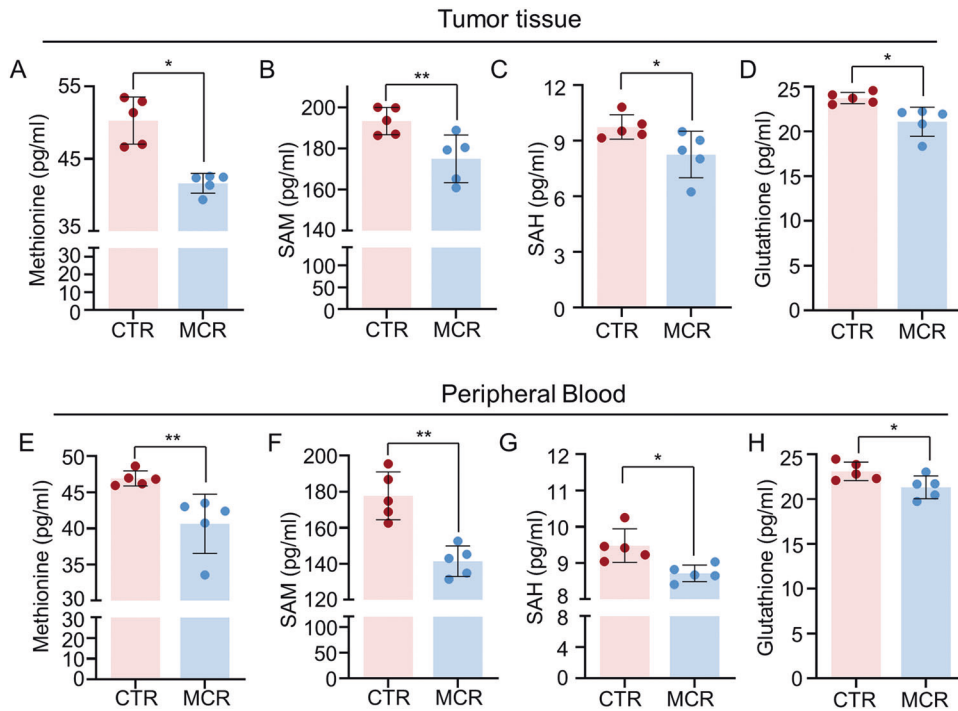 Tumor tissue
A
Methionine (pg/ml)
55
45
35
30
20
10
0
*
CTR
MCR
B
SAM (pg/ml)
200
180
160
140
100
50
0
**
CTR
MCR
C
SAH (pg/ml)
12
9
6
3
0
*
CTR
MCR
D
Glutathione (pg/ml)
25
20
15
10
5
0
*
CTR
MCR
Peripheral Blood
E
Methionine (pg/ml)
50
45
40
35
30
30
20
10
0
**
CTR
MCR
F
SAM (pg/ml)
200
180
160
140
120
100
50
0
**
CTR
MCR
G
SAH (pg/ml)
11
10
9
8
8
6
4
2
0
*
CTR
MCR
H
Glutathione (pg/ml)
25
20
15
10
5
0
*
CTR
MCR